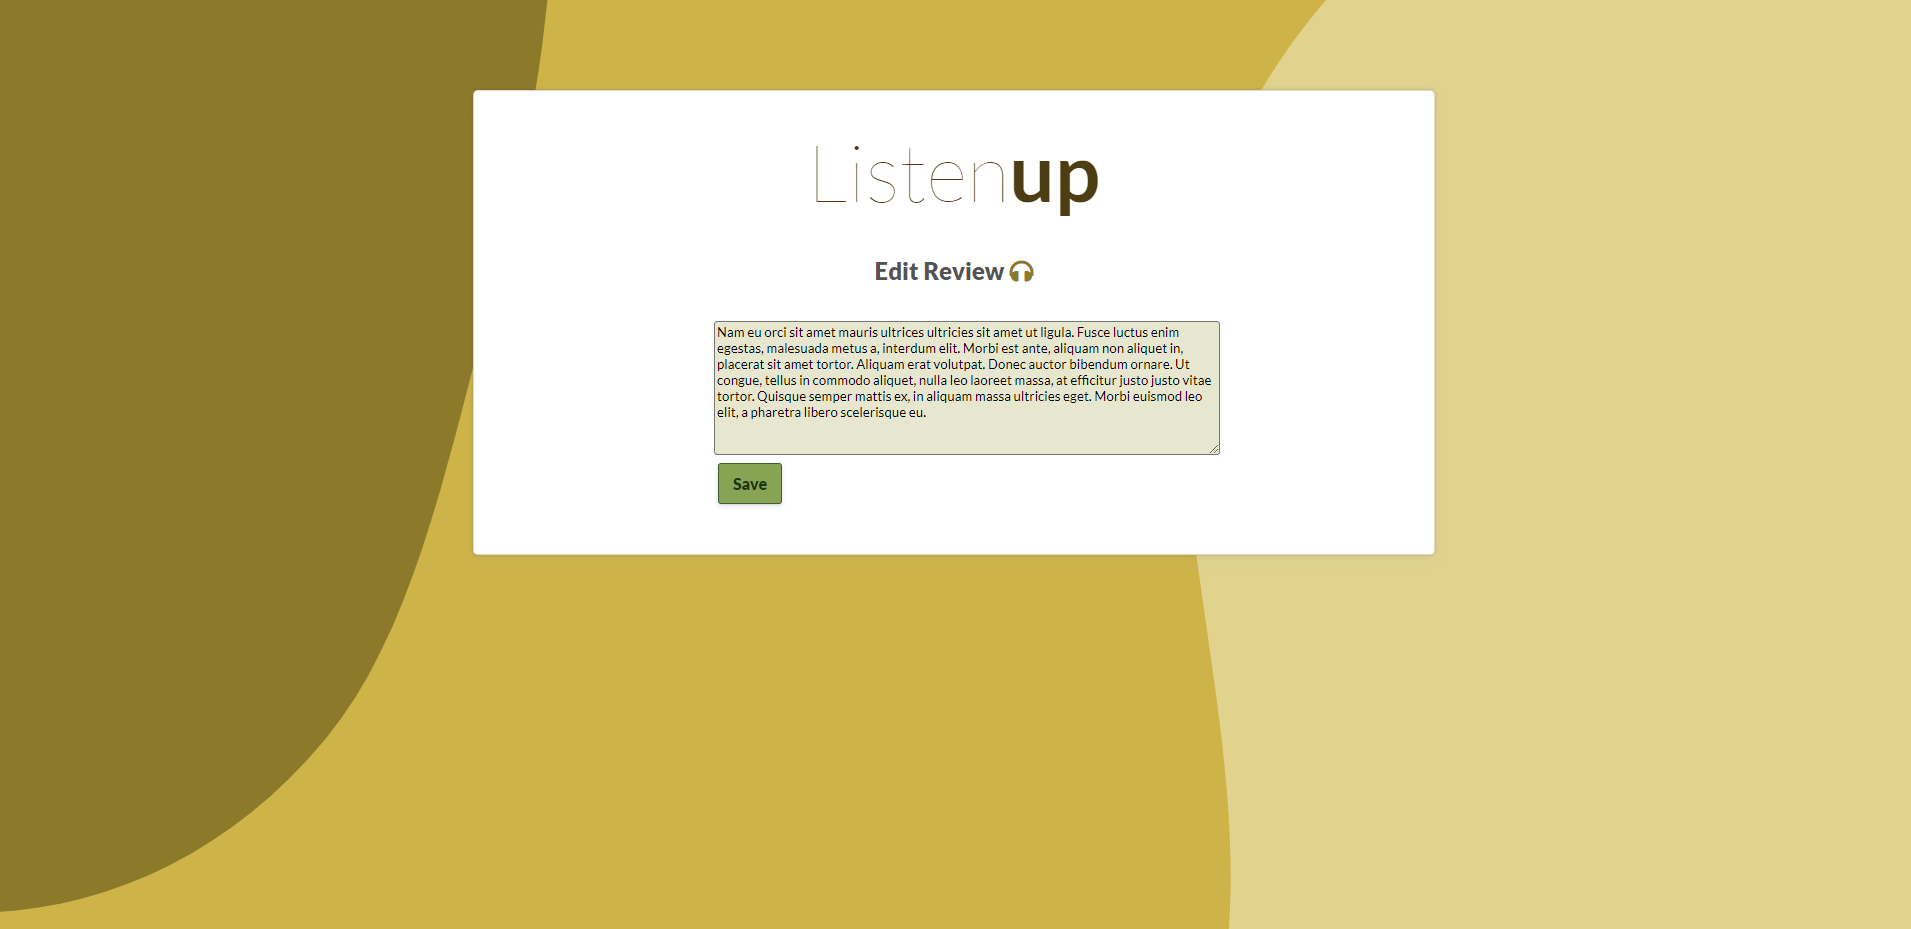 Listenup
Edit Review
Nam eu orci sit amet mauris ultrices ultricies sit amet ut ligula. Fusce luctus enim
egestas, malesuada metus a, interdum elit. Morbi est ante, aliquam non aliquet in,
placerat sit amet tortor. Aliquam erat volutpat. Donec auctor bibendum ornare. Ut
congue, tellus in commodo aliquet, nulla leo laoreet massa, at efficitur justo justo vitae
tortor. Quisque semper mattis ex, in aliquam massa ultricies eget. Morbi euismod leo
elit, a pharetra libero scelerisque eu.
Save